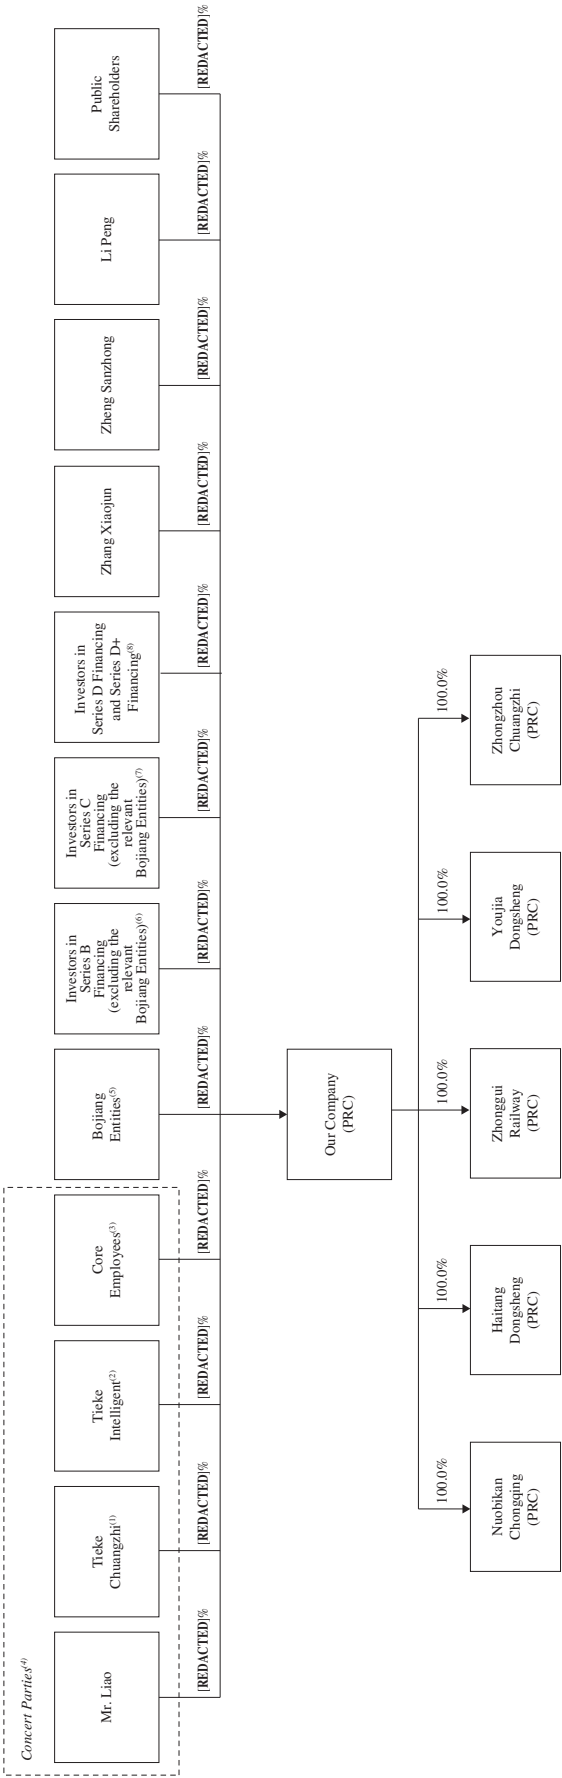 Concert Parties(4)
Mr. Liao
Tieke
Chuangzhi(1)
Tieke
Intelligent(2)
Core
Employees(3)
Bojiang
Entities(5)
Investors in
Series B
Financing
(excluding the
relevant
Bojiang Entities)(6)
Investors in
Series C
Financing
(excluding the
relevant
Bojiang Entities)(7)
Investors in
Series D Financing
and Series D+
Financing(8)
Zhang Xiaojun
Zheng Sanzhong
Li Peng
Public
Shareholders
[REDACTED]%
[REDACTED]%
[REDACTED]%
[REDACTED]%
[REDACTED]%
[REDACTED]%
[REDACTED]%
[REDACTED]%
[REDACTED]%
[REDACTED]%
[REDACTED]%
[REDACTED]%
Our Company
(PRC)
100.0%
100.0%
100.0%
100.0%
100.0%
Nuobikan
Chongqing
(PRC)
Haitang
Dongsheng
(PRC)
Zhonggui
Railway
(PRC)
Youjia
Dongsheng
(PRC)
Zhongzhou
Chuangzhi
(PRC)